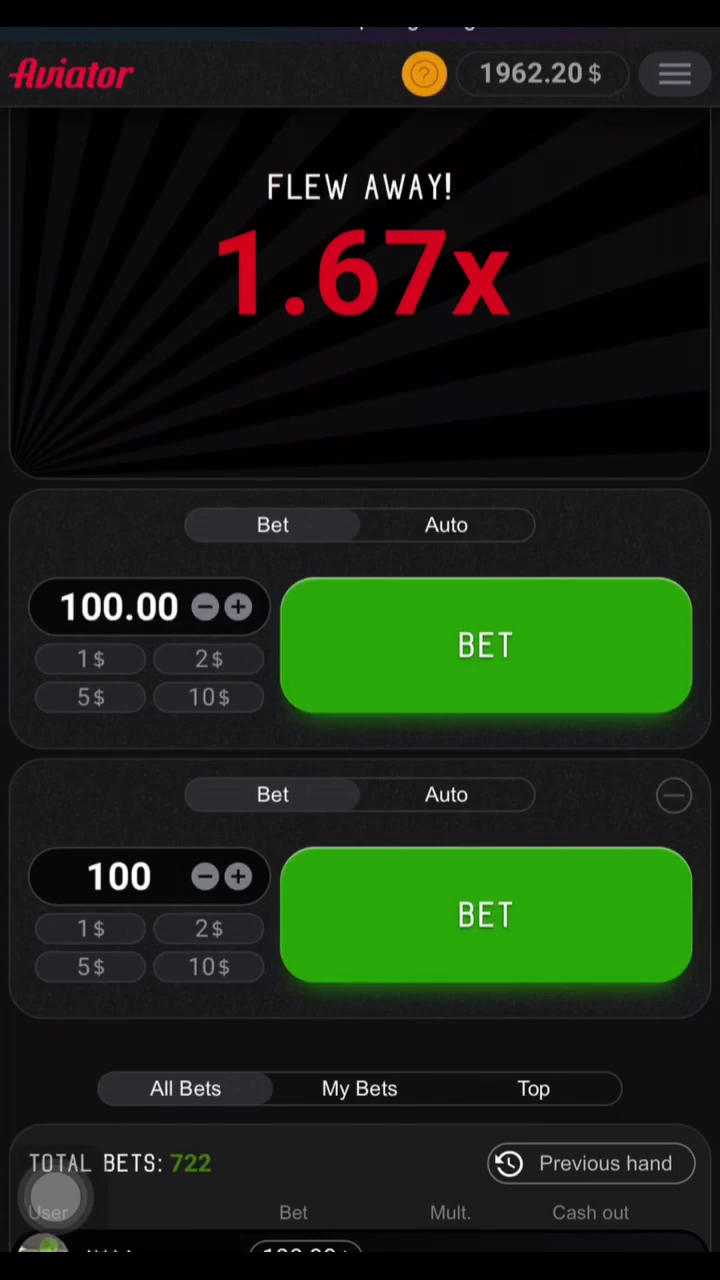 Aviator
? 1962.20 $
FLEW AWAY!
1.67x
Bet Auto
100.00 − +
BET
1$ 2$
5$ 10$
Bet Auto
100 − +
BET
1$ 2$
5$ 10$
All Bets My Bets Top
TOTAL BETS: 722
Previous hand
User Bet Mult. Cash out